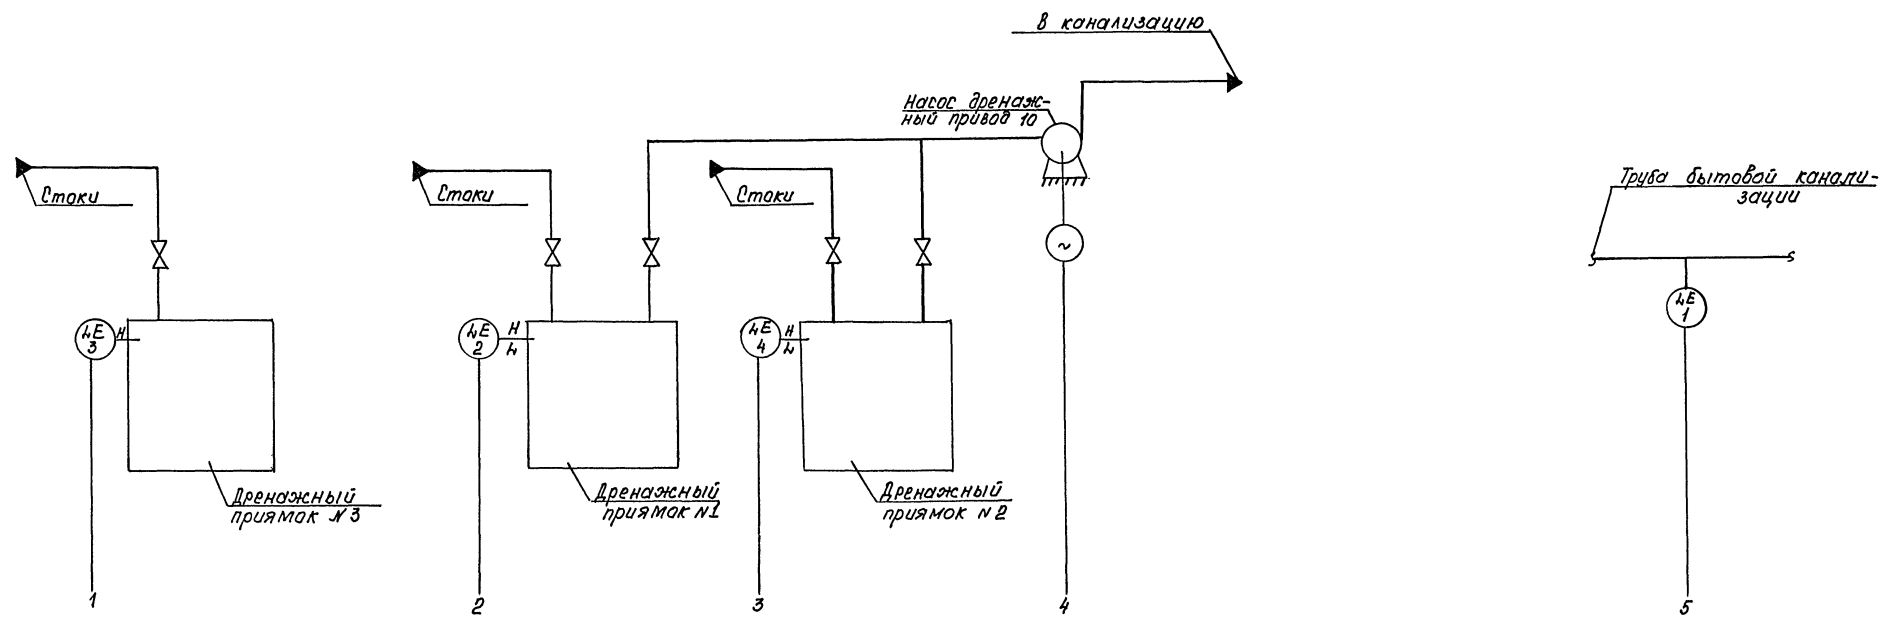 В канализацию
Насос дренаж-
ный привод 10
Стоки
Стоки
Стоки
Труба бытовой канали-
зации
~
LE
3
H
LE
2
H
L
LE
4
H
L
LE
1
Дренажный
приямок N3
Дренажный
приямок N1
Дренажный
приямок N2
1
2
3
4
5